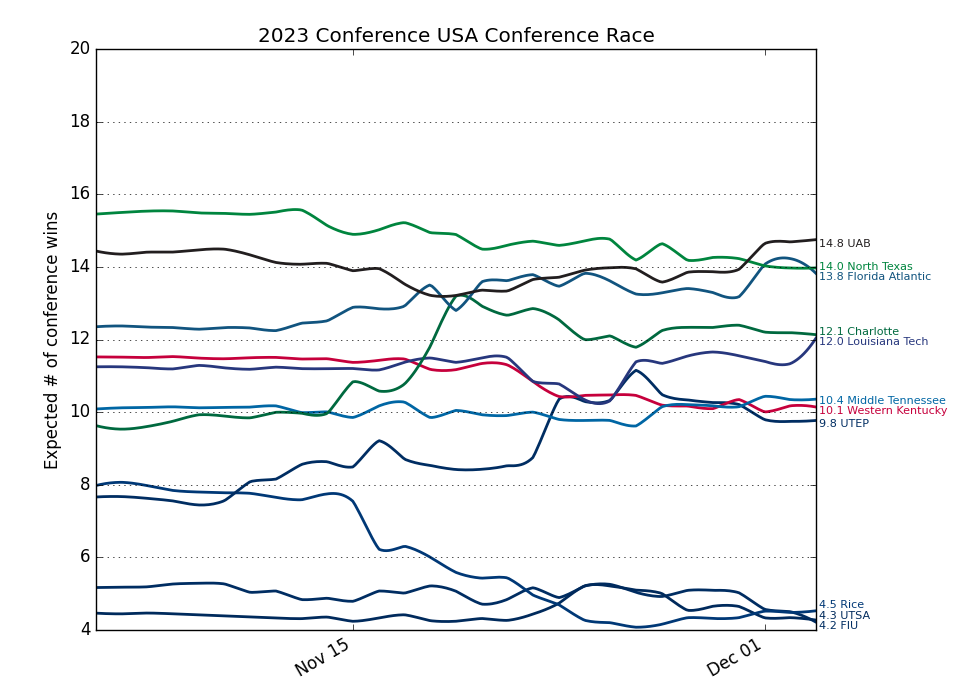 2023 Conference USA Conference Race
Expected # of conference wins
20
18
16
14
12
10
8
6
4
Nov 15
Dec 01
14.8 UAB
14.0 North Texas
13.8 Florida Atlantic
12.1 Charlotte
12.0 Louisiana Tech
10.4 Middle Tennessee
10.1 Western Kentucky
9.8 UTEP
4.5 Rice
4.3 UTSA
4.2 FIU